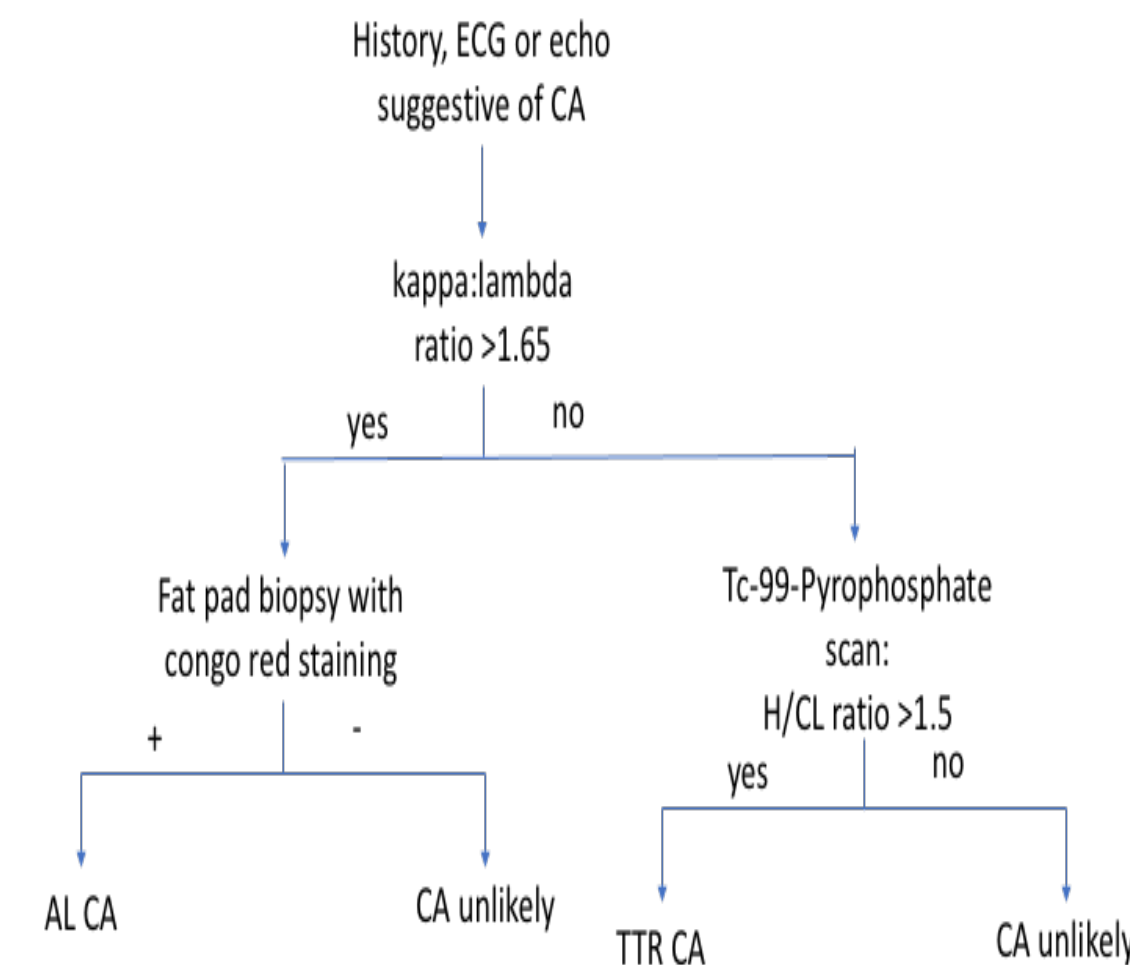 History, ECG or echo
suggestive of CA
kappa:lambda
ratio >1.65
yes
no
Fat pad biopsy with
congo red staining
+
-
AL CA
CA unlikely
Tc-99-Pyrophosphate
scan:
H/CL ratio >1.5
yes
no
TTR CA
CA unlikely